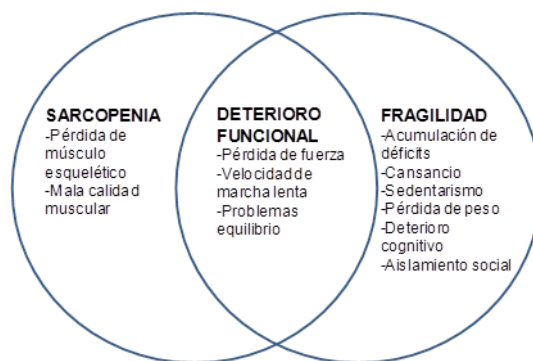 SARCOPENIA
-Pérdida de
músculo
esquelético
-Mala calidad
muscular
DETERIORO
FUNCIONAL
-Pérdida de fuerza
-Velocidad de
marcha lenta
-Problemas
equilibrio
FRAGILIDAD
-Acumulación de
déficits
-Cansancio
-Sedentarismo
-Pérdida de peso
-Deterioro
cognitivo
-Aislamiento social